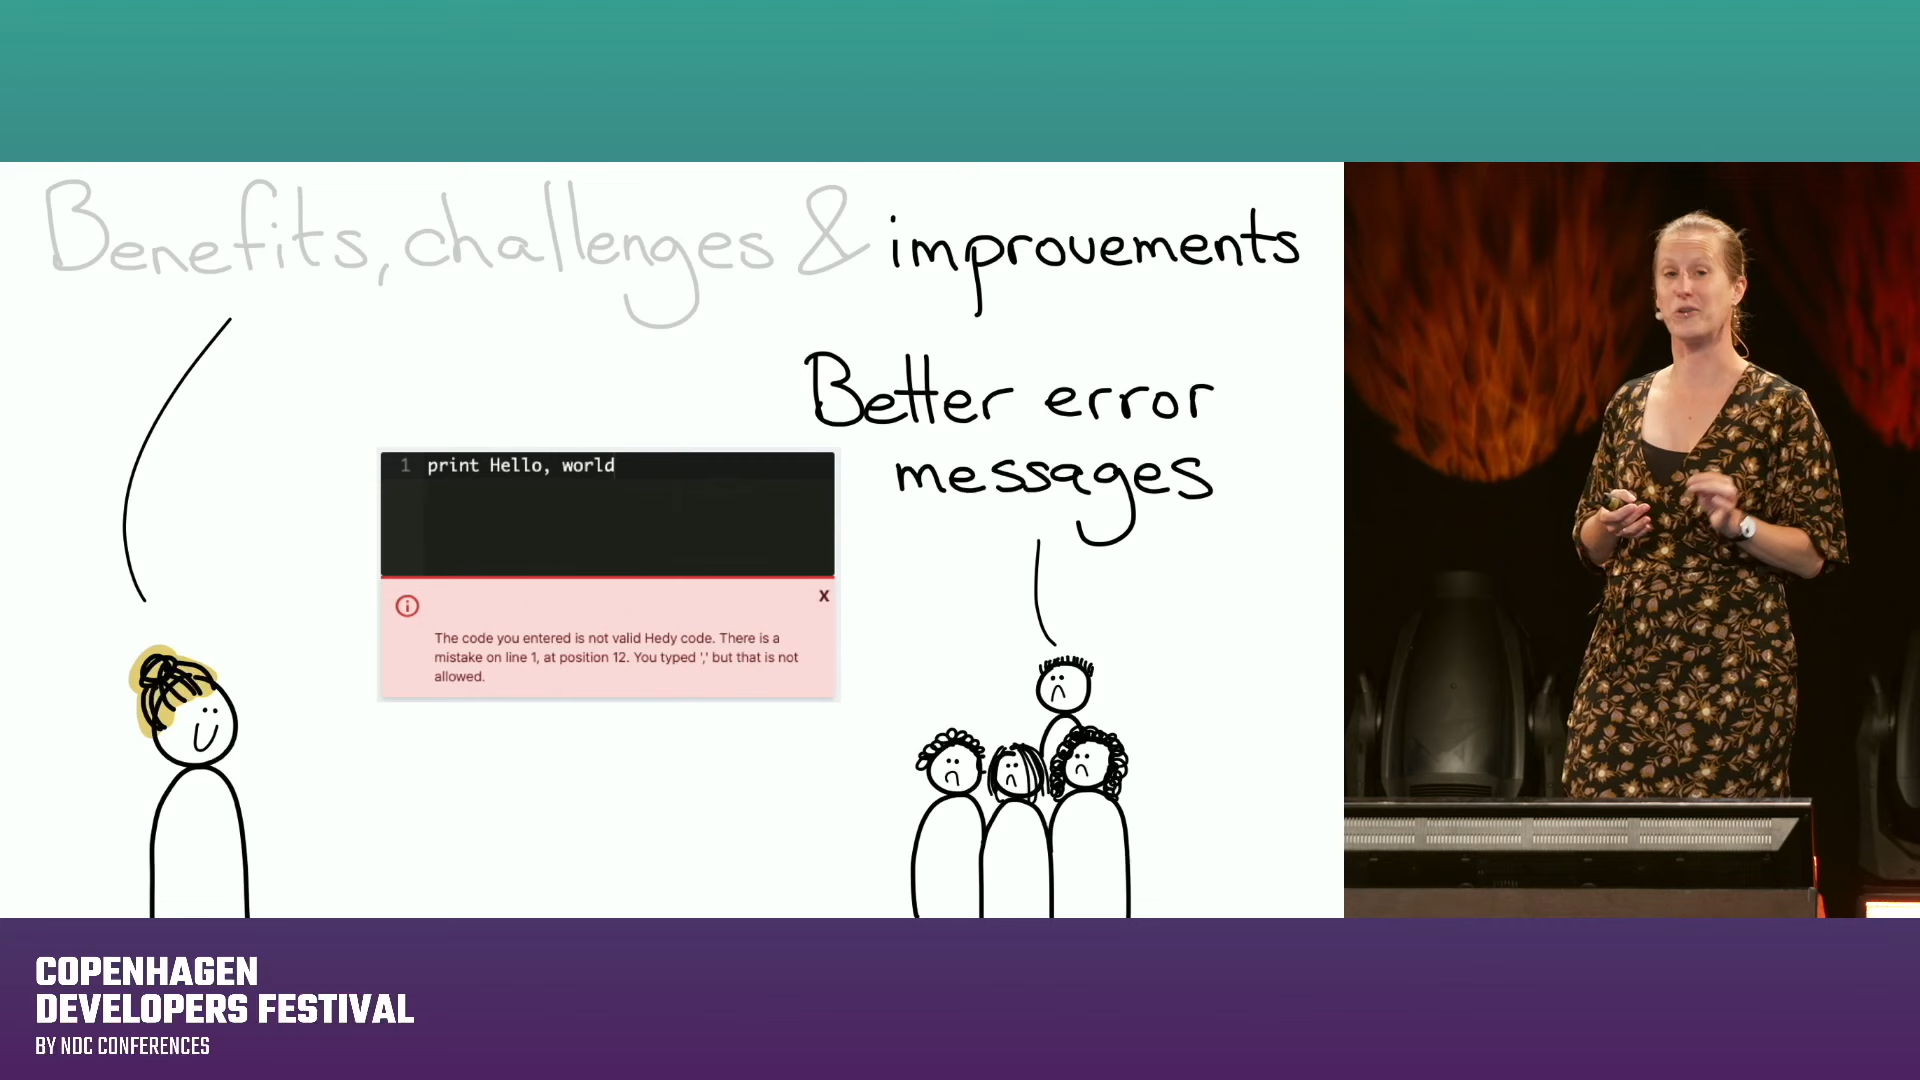 Benefits, challenges & improvements
Better error
messages
1 print Hello, world
X
The code you entered is not valid Hedy code. There is a
mistake on line 1, at position 12. You typed ',' but that is not
allowed.
COPENHAGEN
DEVELOPERS FESTIVAL
BY NDC CONFERENCES